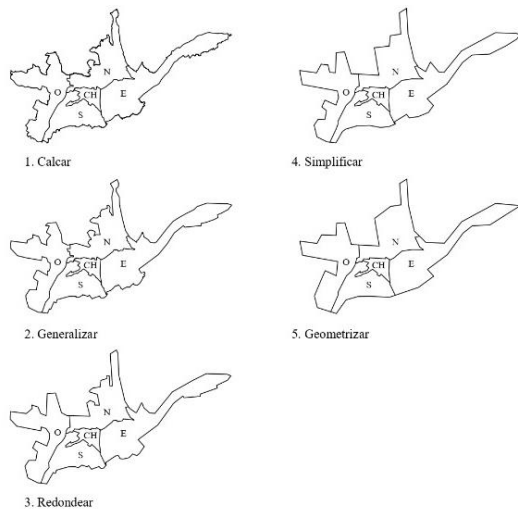 N
O
CH
E
S
1. Calcar
N
O
CH
E
S
2. Generalizar
N
O
CH
E
S
3. Redondear
N
O
CH
E
S
4. Simplificar
N
O
CH
E
S
5. Geometrizar